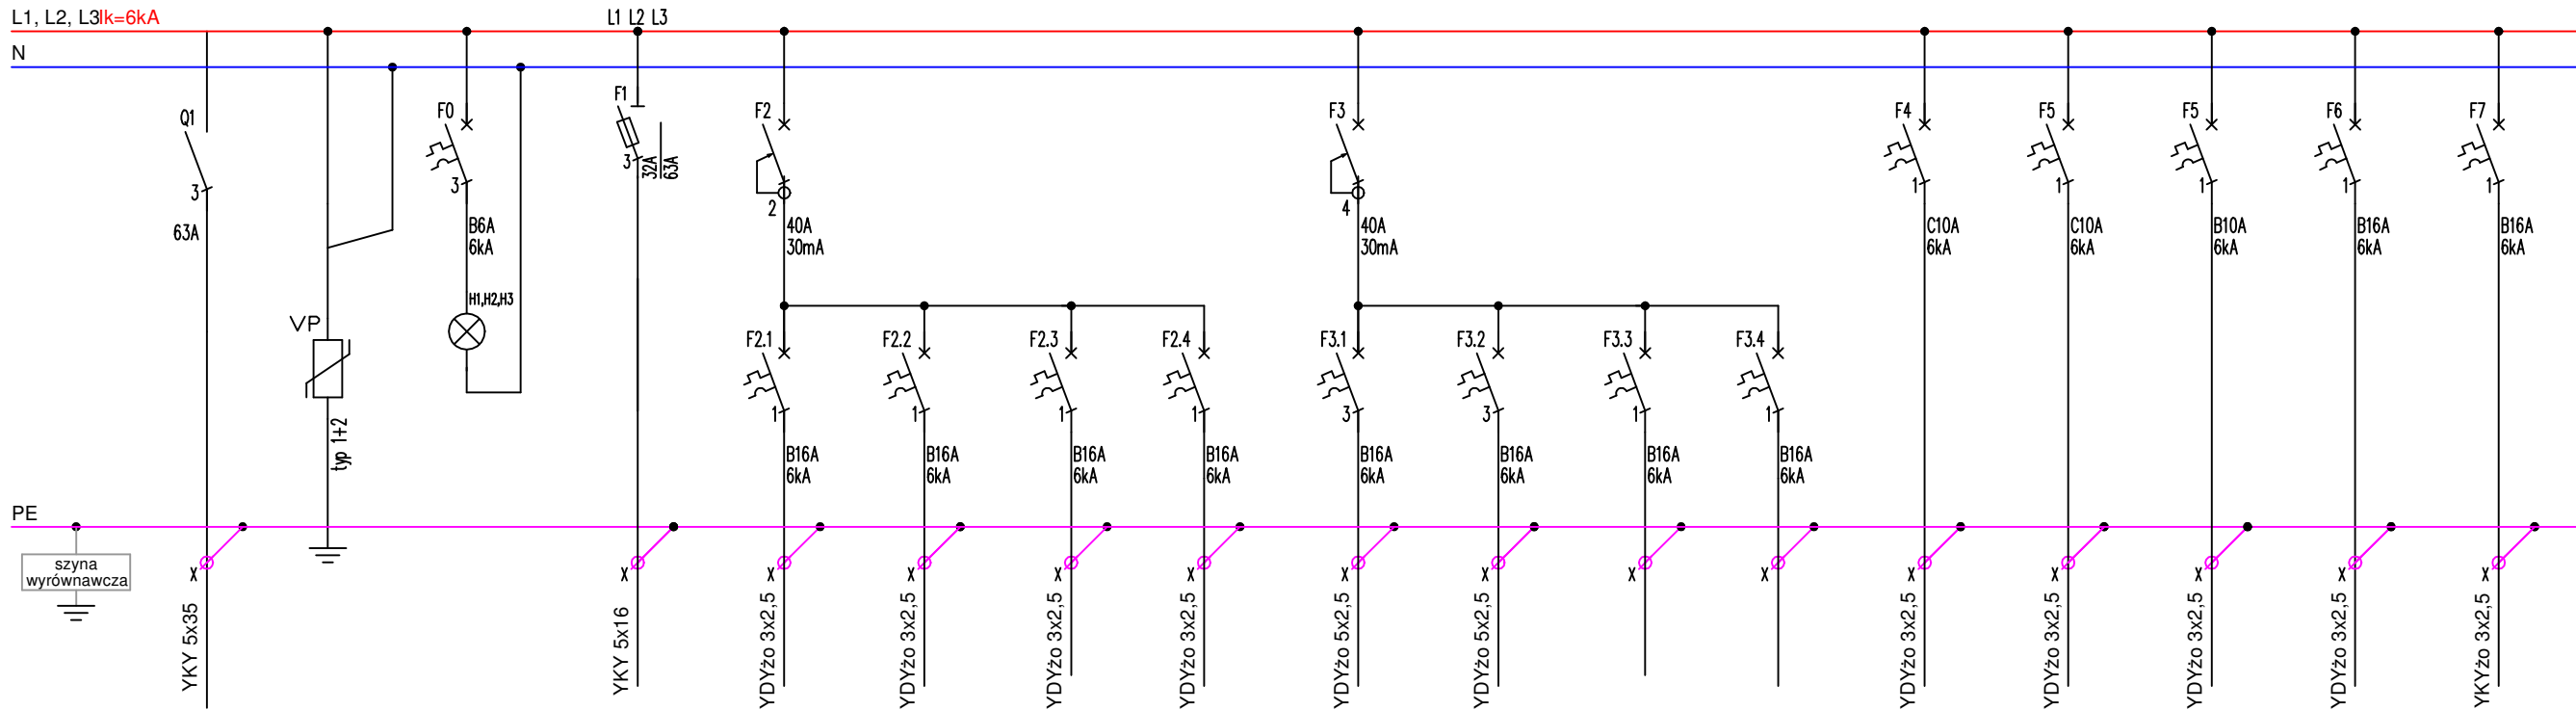 L1, L2, L3 Ik=6kA
L1 L2 L3
N
Q1
3
63A
VP
typ 1+2
F0
3
B6A
6kA
H1,H2,H3
F1
3
32A
63A
F2
2
40A
30mA
F3
4
40A
30mA
F4
1
C10A
6kA
F5
1
C10A
6kA
F5
1
B10A
6kA
F6
1
B16A
6kA
F7
1
B16A
6kA
F2.1
1
B16A
6kA
F2.2
1
B16A
6kA
F2.3
1
B16A
6kA
F2.4
1
B16A
6kA
F3.1
3
B16A
6kA
F3.2
3
B16A
6kA
F3.3
1
B16A
6kA
F3.4
1
B16A
6kA
PE
szyna
wyrównawcza
X
YKY 5x35
X
YKY 5x16
X
YDYżo 3x2,5
X
YDYżo 3x2,5
X
YDYżo 3x2,5
X
YDYżo 3x2,5
X
YDYżo 5x2,5
X
YDYżo 5x2,5
X
X
X
YDYżo 3x2,5
X
YDYżo 3x2,5
X
YDYżo 3x2,5
X
YDYżo 3x2,5
X
YKYżo 3x2,5